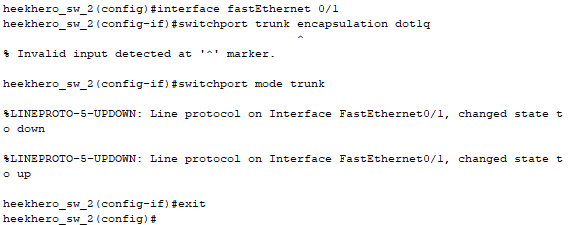 heekhero_sw_2(config)#interface fastEthernet 0/1
heekhero_sw_2(config-if)#switchport trunk encapsulation dotlq
^
% Invalid input detected at '^' marker.
heekhero_sw_2(config-if)#switchport mode trunk
%LINEPROTO-5-UPDOWN: Line protocol on Interface FastEthernet0/1, changed state t
o down
%LINEPROTO-5-UPDOWN: Line protocol on Interface FastEthernet0/1, changed state t
o up
heekhero_sw_2(config-if)#exit
heekhero_sw_2(config)#